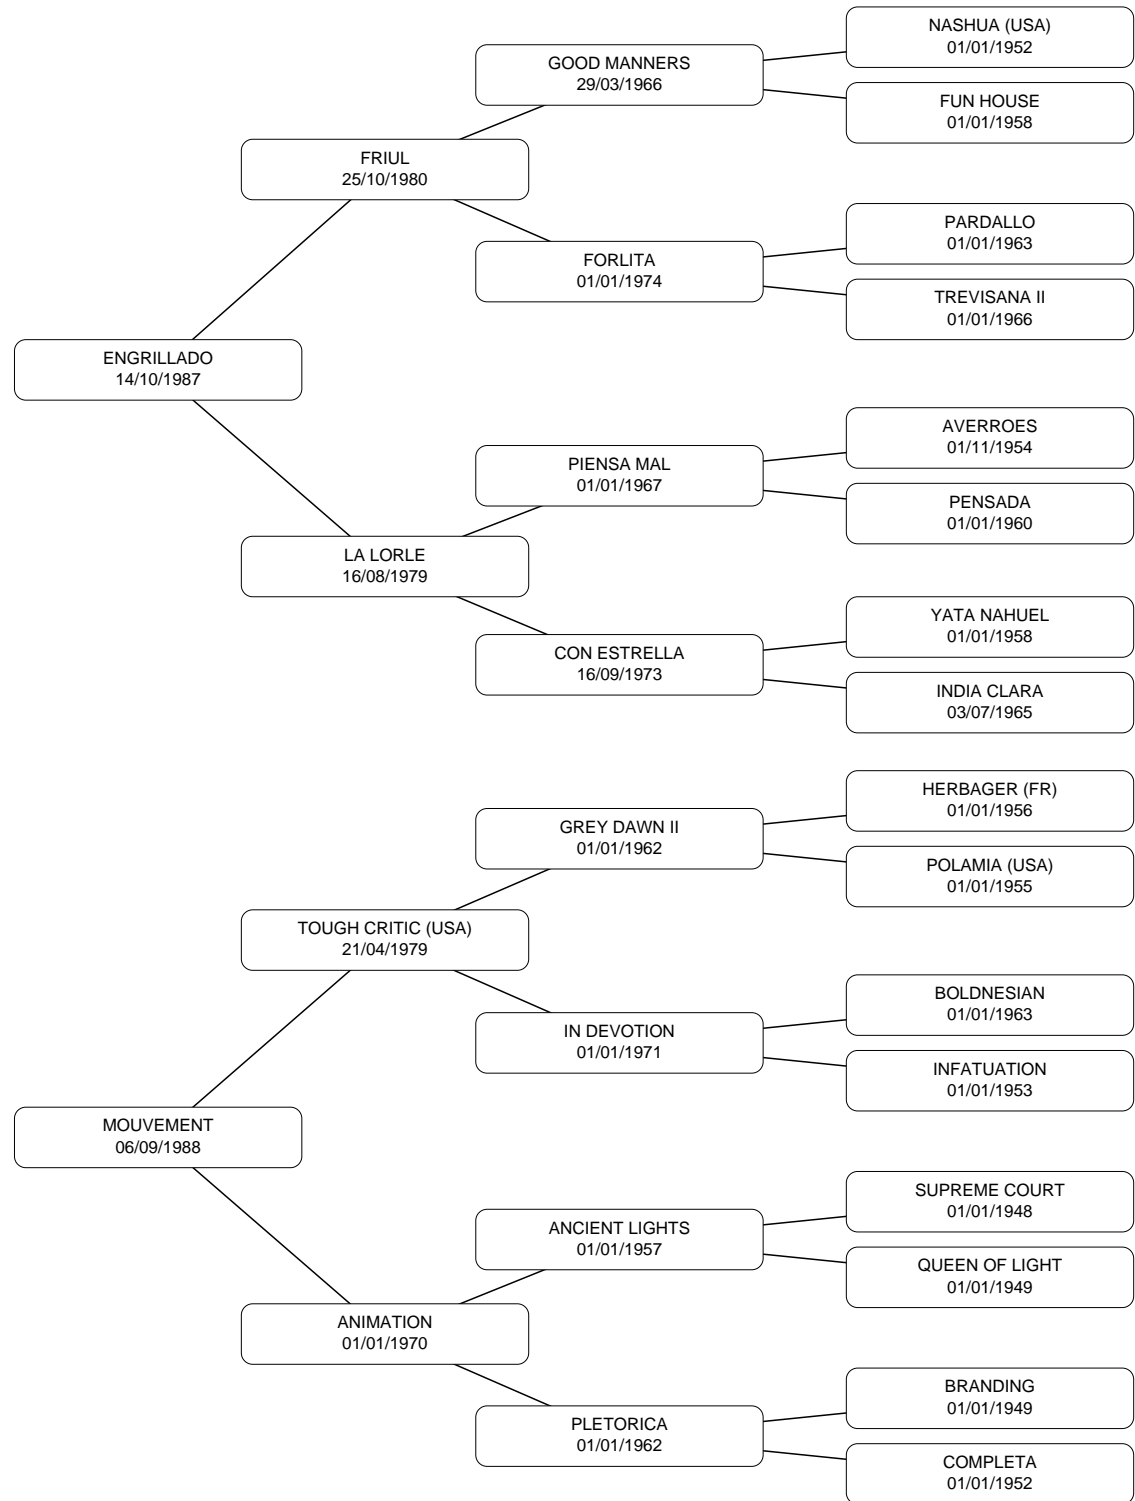 NASHUA (USA)
01/01/1952
GOOD MANNERS
29/03/1966
FUN HOUSE
01/01/1958
FRIUL
25/10/1980
PARDALLO
01/01/1963
FORLITA
01/01/1974
TREVISANA II
01/01/1966
ENGRILLADO
14/10/1987
AVERROES
01/11/1954
PIENSA MAL
01/01/1967
PENSADA
01/01/1960
LA LORLE
16/08/1979
YATA NAHUEL
01/01/1958
CON ESTRELLA
16/09/1973
INDIA CLARA
03/07/1965
HERBAGER (FR)
01/01/1956
GREY DAWN II
01/01/1962
POLAMIA (USA)
01/01/1955
TOUGH CRITIC (USA)
21/04/1979
BOLDNESIAN
01/01/1963
IN DEVOTION
01/01/1971
INFATUATION
01/01/1953
MOUVEMENT
06/09/1988
SUPREME COURT
01/01/1948
ANCIENT LIGHTS
01/01/1957
QUEEN OF LIGHT
01/01/1949
ANIMATION
01/01/1970
BRANDING
01/01/1949
PLETORICA
01/01/1962
COMPLETA
01/01/1952